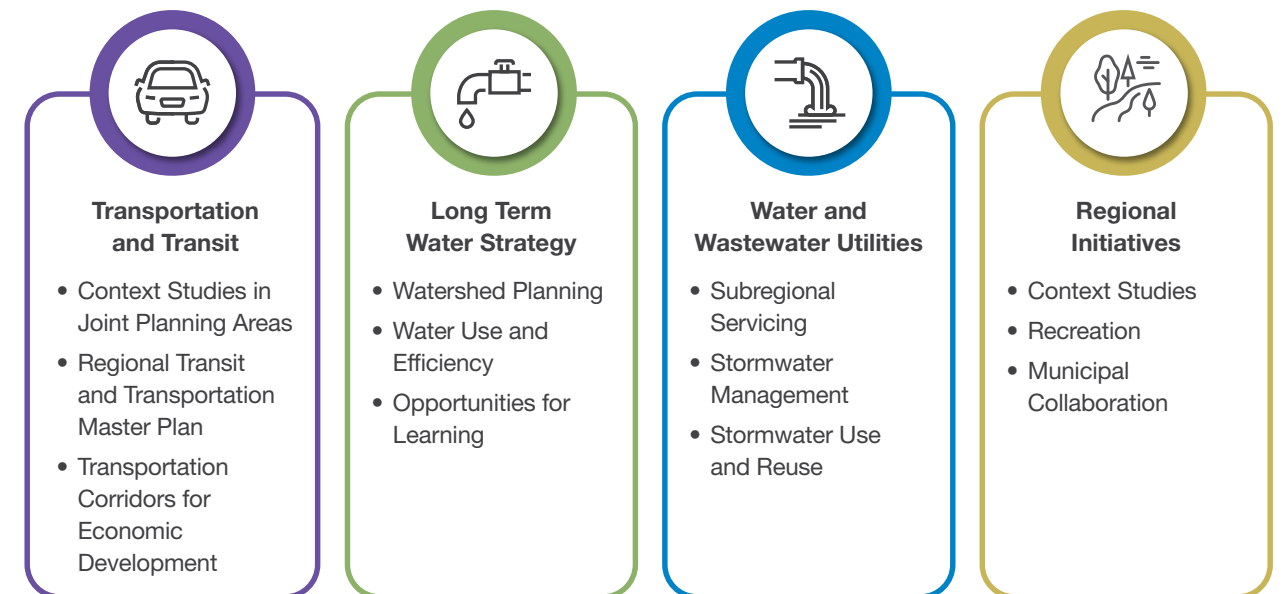 Transportation
and Transit
• Context Studies in
Joint Planning Areas
• Regional Transit
and Transportation
Master Plan
• Transportation
Corridors for
Economic
Development
Long Term
Water Strategy
• Watershed Planning
• Water Use and
Efficiency
• Opportunities for
Learning
Water and
Wastewater Utilities
• Subregional
Servicing
• Stormwater
Management
• Stormwater Use
and Reuse
Regional
Initiatives
• Context Studies
• Recreation
• Municipal
Collaboration